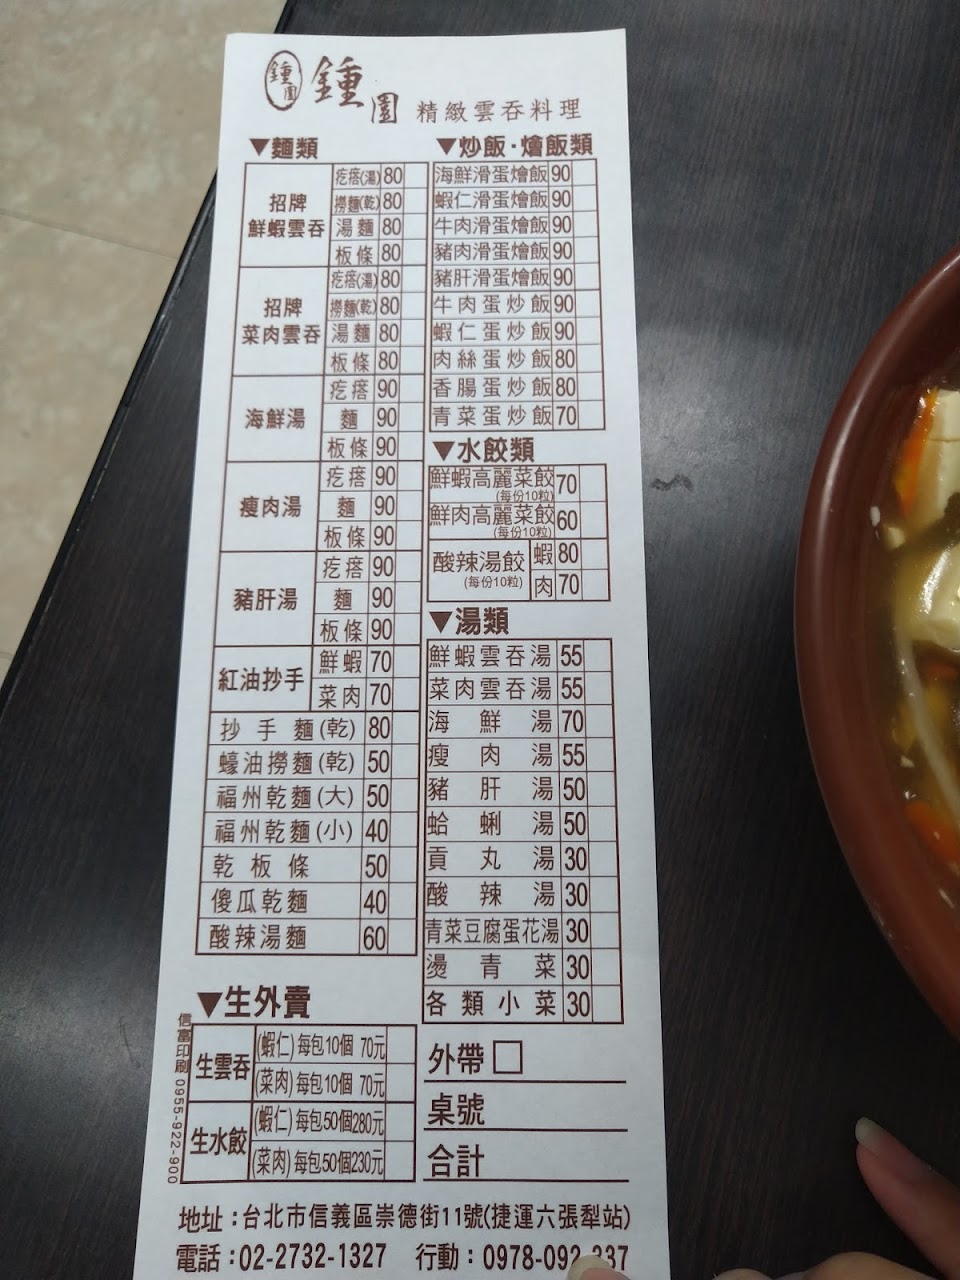 鍾園
鍾園 精緻雲吞料理
▼麵類
招牌鮮蝦雲吞
疙瘩(湯) 80
撈麵(乾) 80
湯麵 80
板條 80
招牌菜肉雲吞
疙瘩(湯) 80
撈麵(乾) 80
湯麵 80
板條 80
海鮮湯
疙瘩 90
麵 90
板條 90
瘦肉湯
疙瘩 90
麵 90
板條 90
豬肝湯
疙瘩 90
麵 90
板條 90
紅油抄手
鮮蝦 70
菜肉 70
抄手麵(乾) 80
蠔油撈麵(乾) 50
福州乾麵(大) 50
福州乾麵(小) 40
乾板條 50
傻瓜乾麵 40
酸辣湯麵 60
▼生外賣
生雲吞
(蝦仁)每包10個 70元
(菜肉)每包10個 70元
生水餃
(蝦仁)每包50個280元
(菜肉)每包50個230元
信富印刷 0955-922-900
▼炒飯·燴飯類
海鮮滑蛋燴飯 90
蝦仁滑蛋燴飯 90
牛肉滑蛋燴飯 90
豬肉滑蛋燴飯 90
豬肝滑蛋燴飯 90
牛肉蛋炒飯 90
蝦仁蛋炒飯 90
肉絲蛋炒飯 80
香腸蛋炒飯 80
青菜蛋炒飯 70
▼水餃類
鮮蝦高麗菜餃 70
(每份10粒)
鮮肉高麗菜餃 60
(每份10粒)
酸辣湯餃
(每份10粒)
蝦 80
肉 70
▼湯類
鮮蝦雲吞湯 55
菜肉雲吞湯 55
海鮮湯 70
瘦肉湯 55
豬肝湯 50
蛤蜊湯 50
貢丸湯 30
酸辣湯 30
青菜豆腐蛋花湯 30
燙青菜 30
各類小菜 30
外帶□
桌號
合計
地址:台北市信義區崇德街11號(捷運六張犁站)
電話:02-2732-1327 行動:0978-092-337